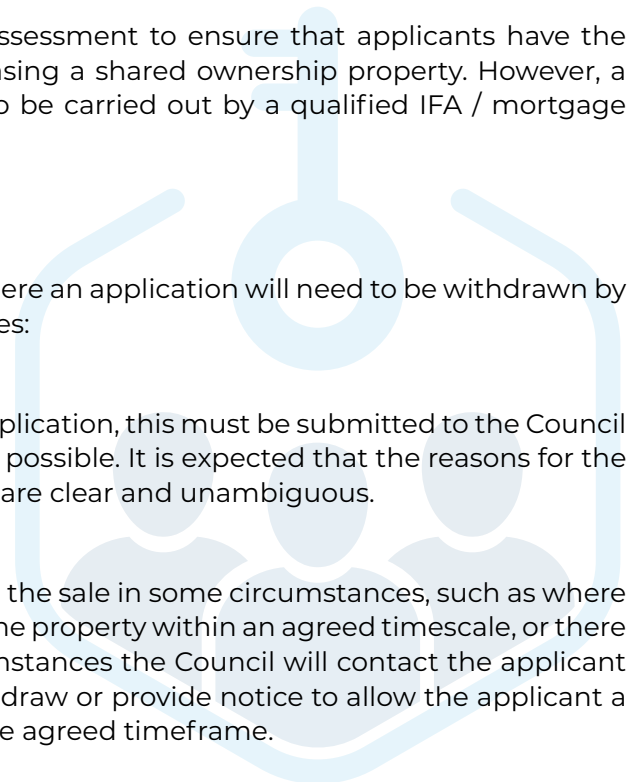 ssessment to ensure that applicants have the
sing a shared ownership property. However, a
o be carried out by a qualified IFA / mortgage
ere an application will need to be withdrawn by
es:
plication, this must be submitted to the Council
possible. It is expected that the reasons for the
are clear and unambiguous.
the sale in some circumstances, such as where
ne property within an agreed timescale, or there
nstances the Council will contact the applicant
draw or provide notice to allow the applicant a
e agreed timeframe.